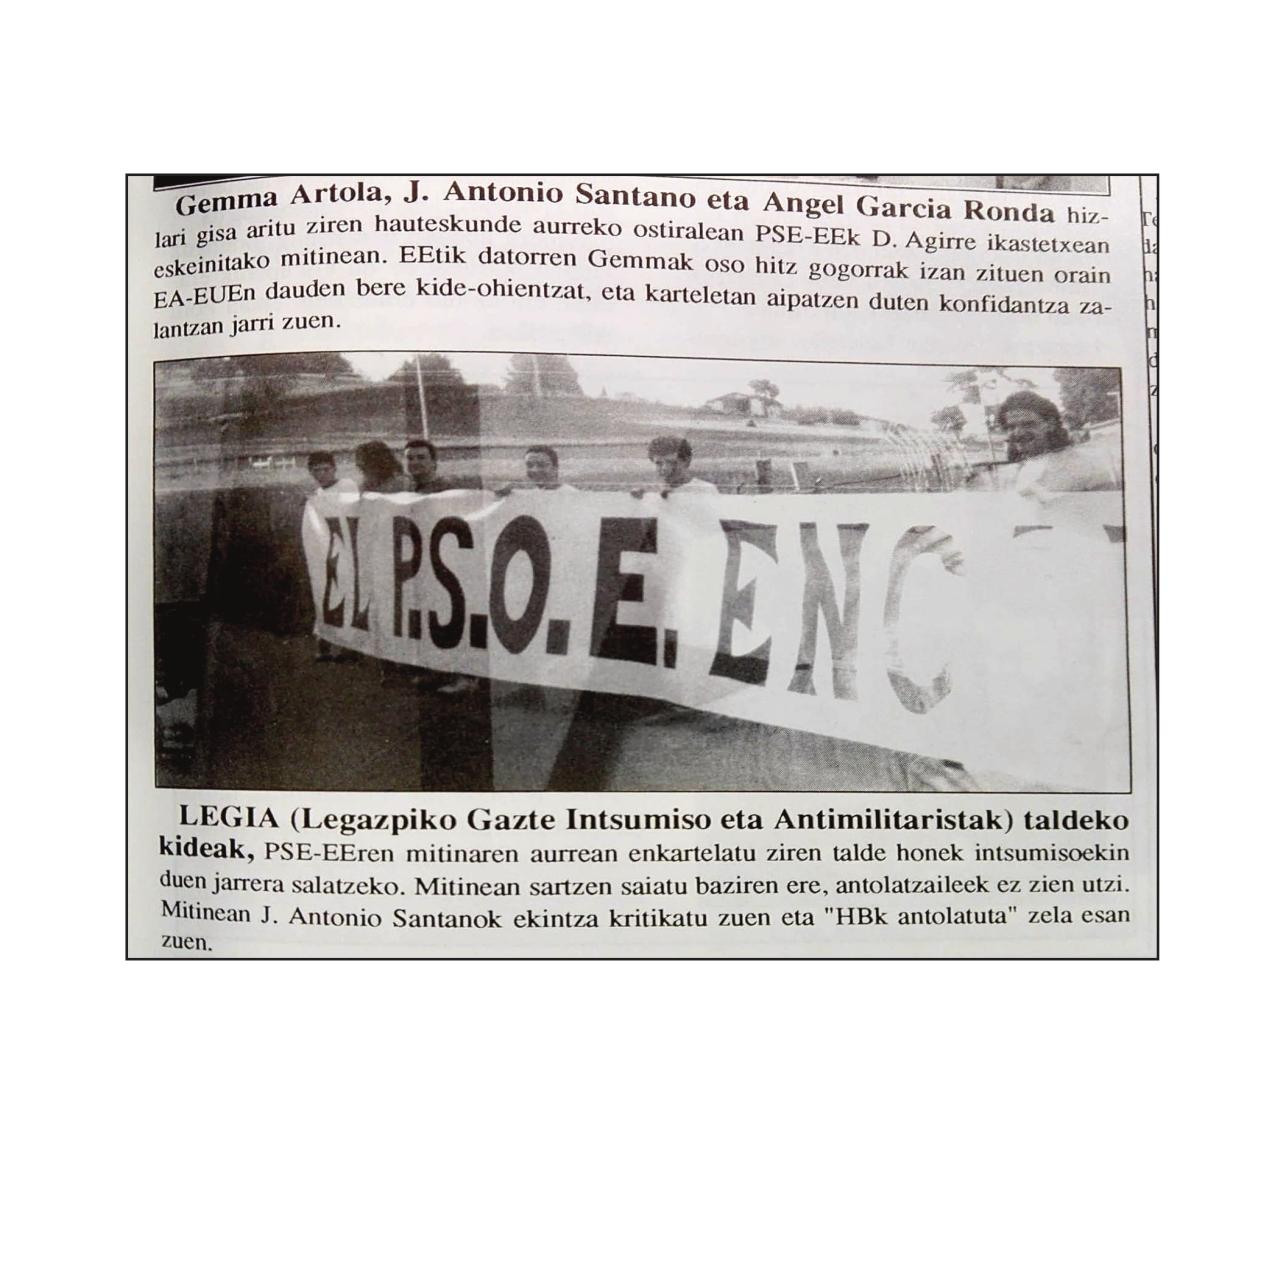 Gemma Artola, J. Antonio Santano eta Angel Garcia Ronda hiz-
lari gisa aritu ziren hauteskunde aurreko ostiralean PSE-EEk D. Agirre ikastetxean
eskeinitako mitinean. EEtik datorren Gemmak oso hitz gogorrak izan zituen orain
EA-EUEn dauden bere kide-ohientzat, eta karteletan aipatzen duten konfidantza za-
lantzan jarri zuen.
EL P.S.O.E. ENC
LEGIA (Legazpiko Gazte Intsumiso eta Antimilitaristak) taldeko
kideak, PSE-EEren mitinaren aurrean enkartelatu ziren talde honek intsumisoekin
duen jarrera salatzeko. Mitinean sartzen saiatu baziren ere, antolatzaileek ez zien utzi.
Mitinean J. Antonio Santanok ekintza kritikatu zuen eta "HBk antolatuta" zela esan
zuen.